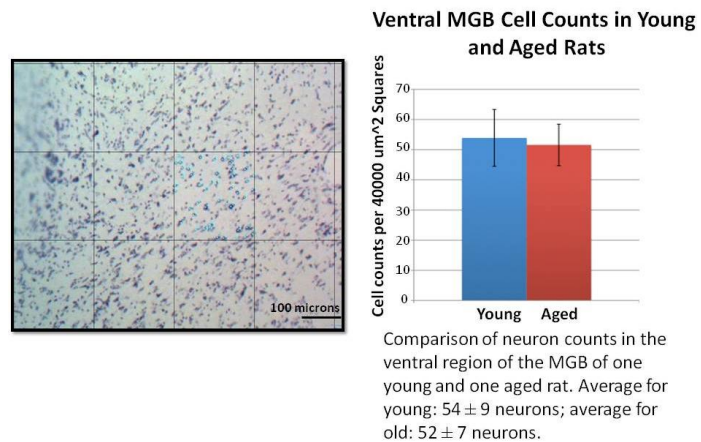 Ventral MGB Cell Counts in Young
and Aged Rats
100 microns
Cell counts per 40000 um^2 Squares
70
60
50
40
30
20
10
0
Young Aged
Comparison of neuron counts in the
ventral region of the MGB of one
young and one aged rat. Average for
young: 54 ± 9 neurons; average for
old: 52 ± 7 neurons.